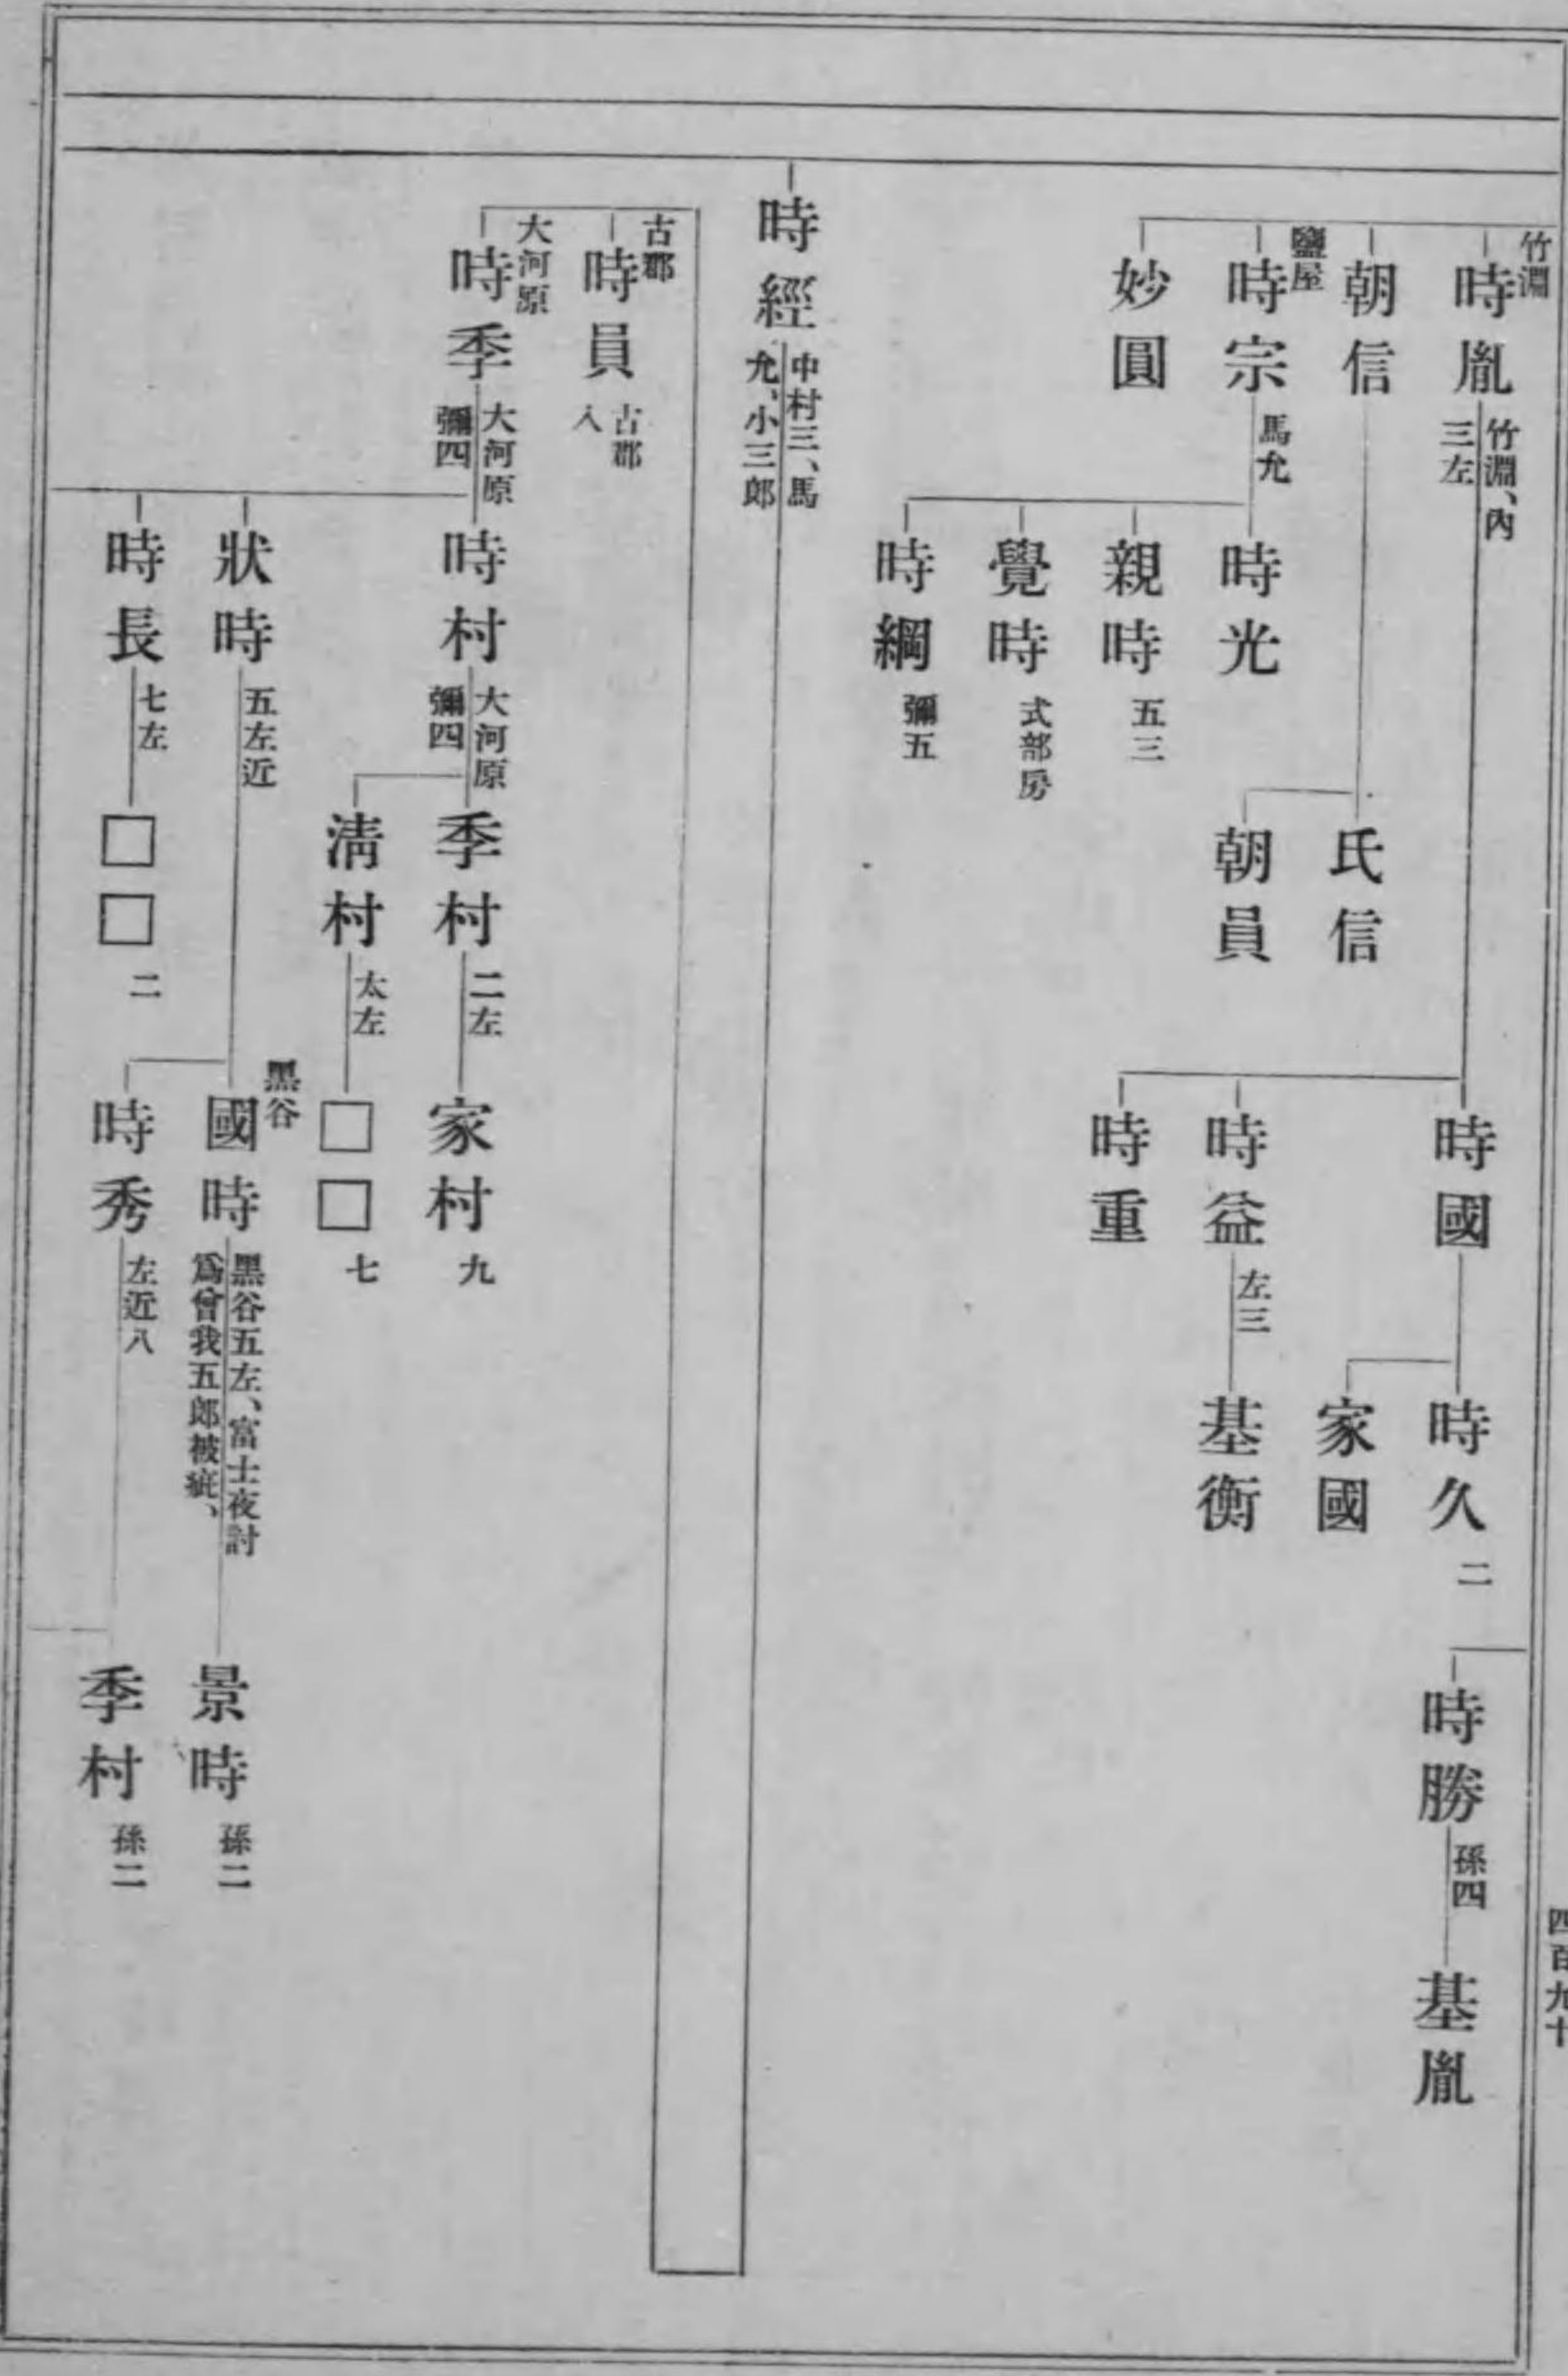 竹淵
時胤
竹淵、內
三左
朝信
鹽屋
時宗
馬允
妙圓
時光
親時
五三
覺時
式部房
時綱
彌五
氏信
朝員
時國
時益
左三
時重
時久
二
家國
基衡
時勝
孫四
基胤
時經
中村三、馬
允、小三郎
古郡
時員
古郡
大河原
時季
大河原
彌四
時村
大河原
彌四
狀時
五左近
時長
七左
季村
二左
淸村
太左
□□
二
家村
九
□□
七
黑谷
國時
黑谷五左、富士夜討
爲曾我五郎被疵、
時秀
左近八
景時
孫二
季村
孫二
四百九十